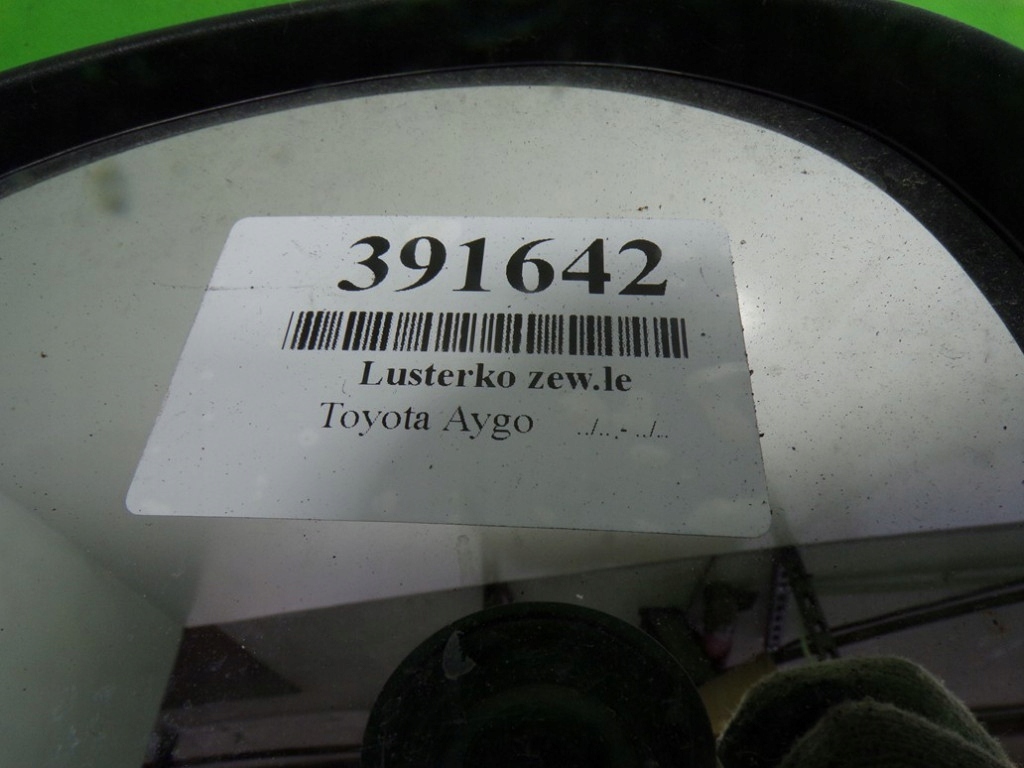 391642
Lusterko zew.le
Toyota Aygo ../.. - ../..